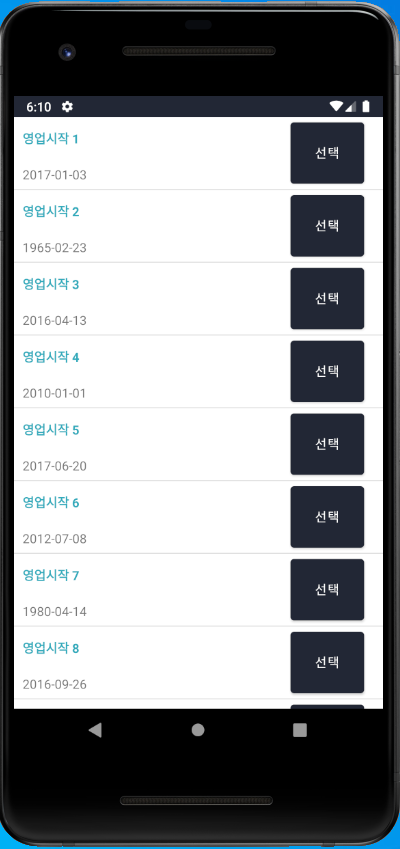 6:10
영업시작 1
선택
2017-01-03
영업시작 2
선택
1965-02-23
영업시작 3
선택
2016-04-13
영업시작 4
선택
2010-01-01
영업시작 5
선택
2017-06-20
영업시작 6
선택
2012-07-08
영업시작 7
선택
1980-04-14
영업시작 8
선택
2016-09-26